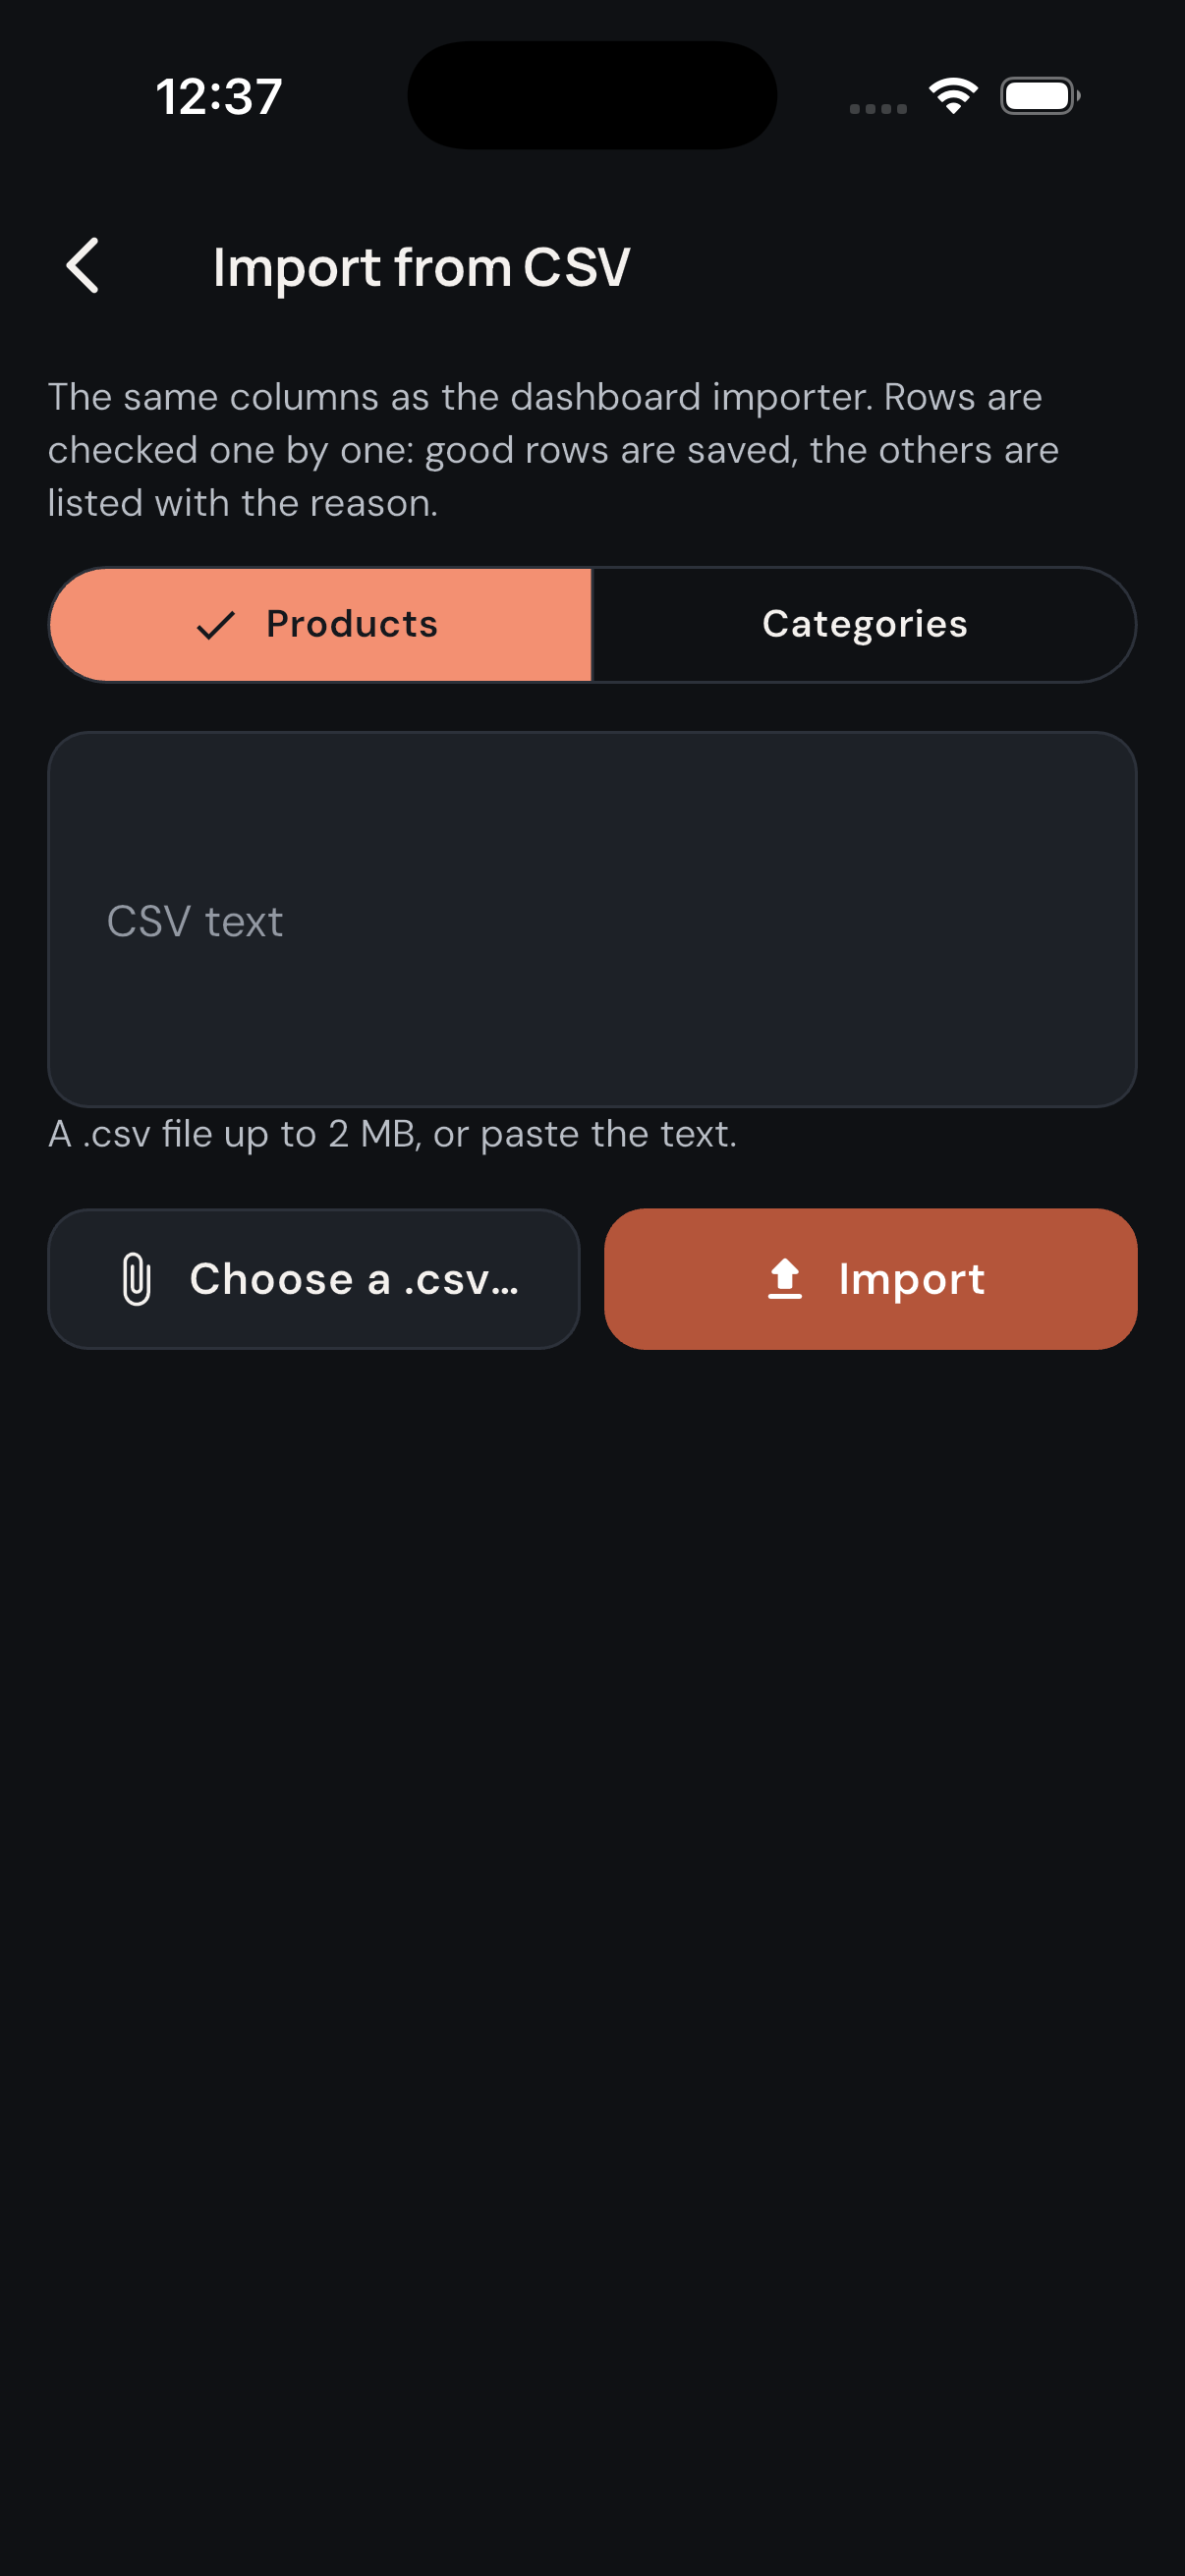 12:37
Import from CSV
The same columns as the dashboard importer. Rows are
checked one by one: good rows are saved, the others are
listed with the reason.
Products
Categories
CSV text
A .csv file up to 2 MB, or paste the text.
Choose a .csv...
Import